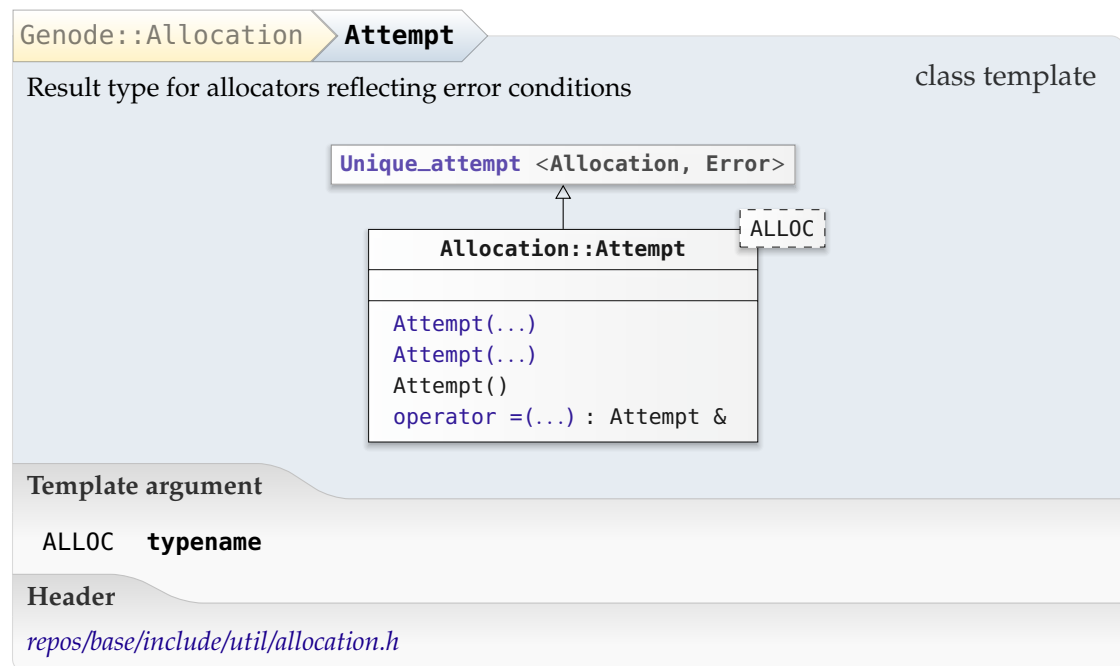 Genode::Allocation Attempt
class template
Result type for allocators reflecting error conditions
Unique_attempt <Allocation, Error>
ALLOC
Allocation::Attempt
Attempt(...)
Attempt(...)
Attempt()
operator =(...) : Attempt &
Template argument
ALLOC typename
Header
repos/base/include/util/allocation.h